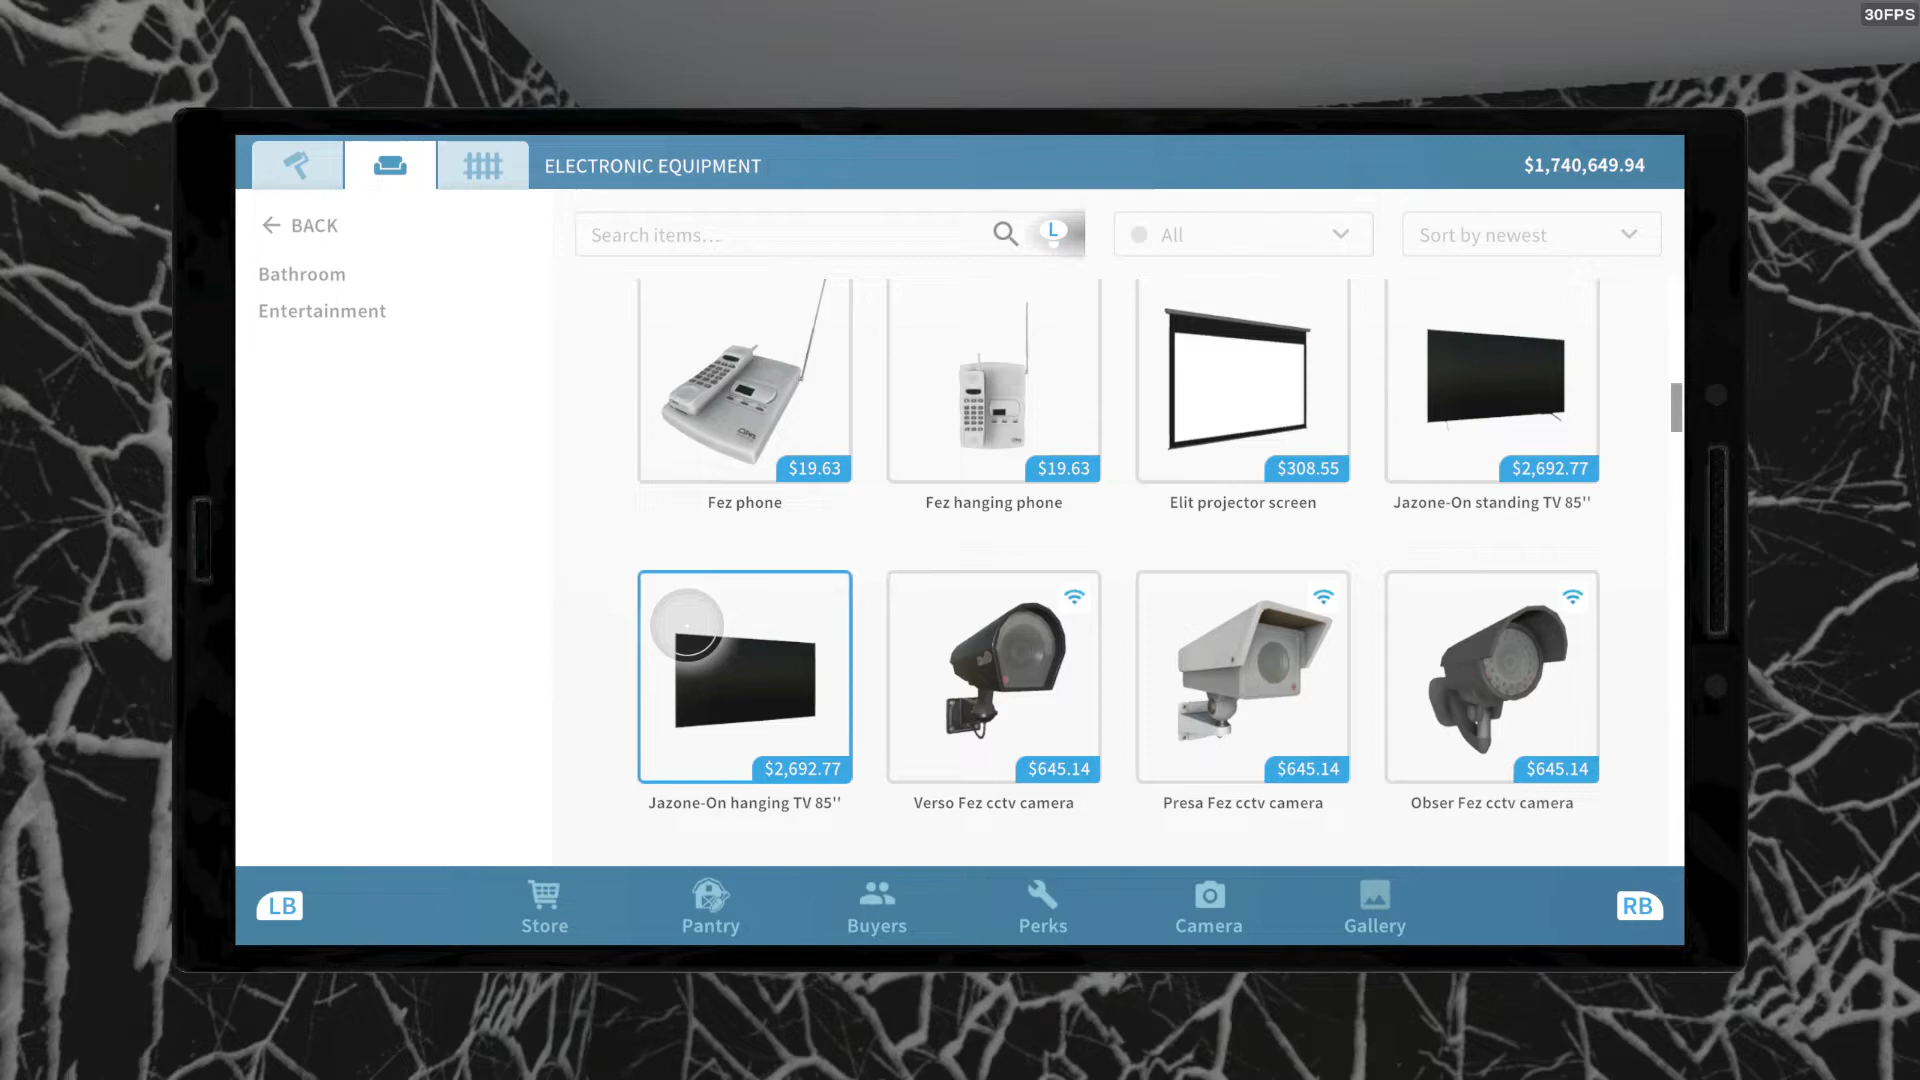 30FPS
ELECTRONIC EQUIPMENT
$1,740,649.94
BACK
Bathroom
Entertainment
Search items...
L
All
Sort by newest
$19.63
$19.63
$308.55
$2,692.77
Fez phone
Fez hanging phone
Elit projector screen
Jazone-On standing TV 85''
$2,692.77
$645.14
$645.14
$645.14
Jazone-On hanging TV 85''
Verso Fez cctv camera
Presa Fez cctv camera
Obser Fez cctv camera
LB
Store
Pantry
Buyers
Perks
Camera
Gallery
RB